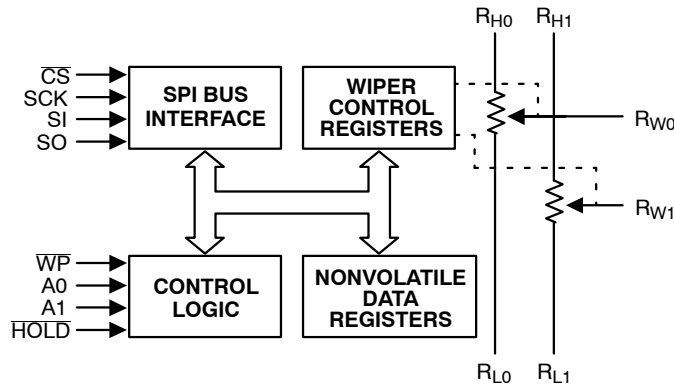 RH0 RH1
CS
SCK
SI
SO
SPI BUS
INTERFACE
WIPER
CONTROL
REGISTERS
RW0
RW1
WP
A0
A1
HOLD
CONTROL
LOGIC
NONVOLATILE
DATA
REGISTERS
RL0 RL1